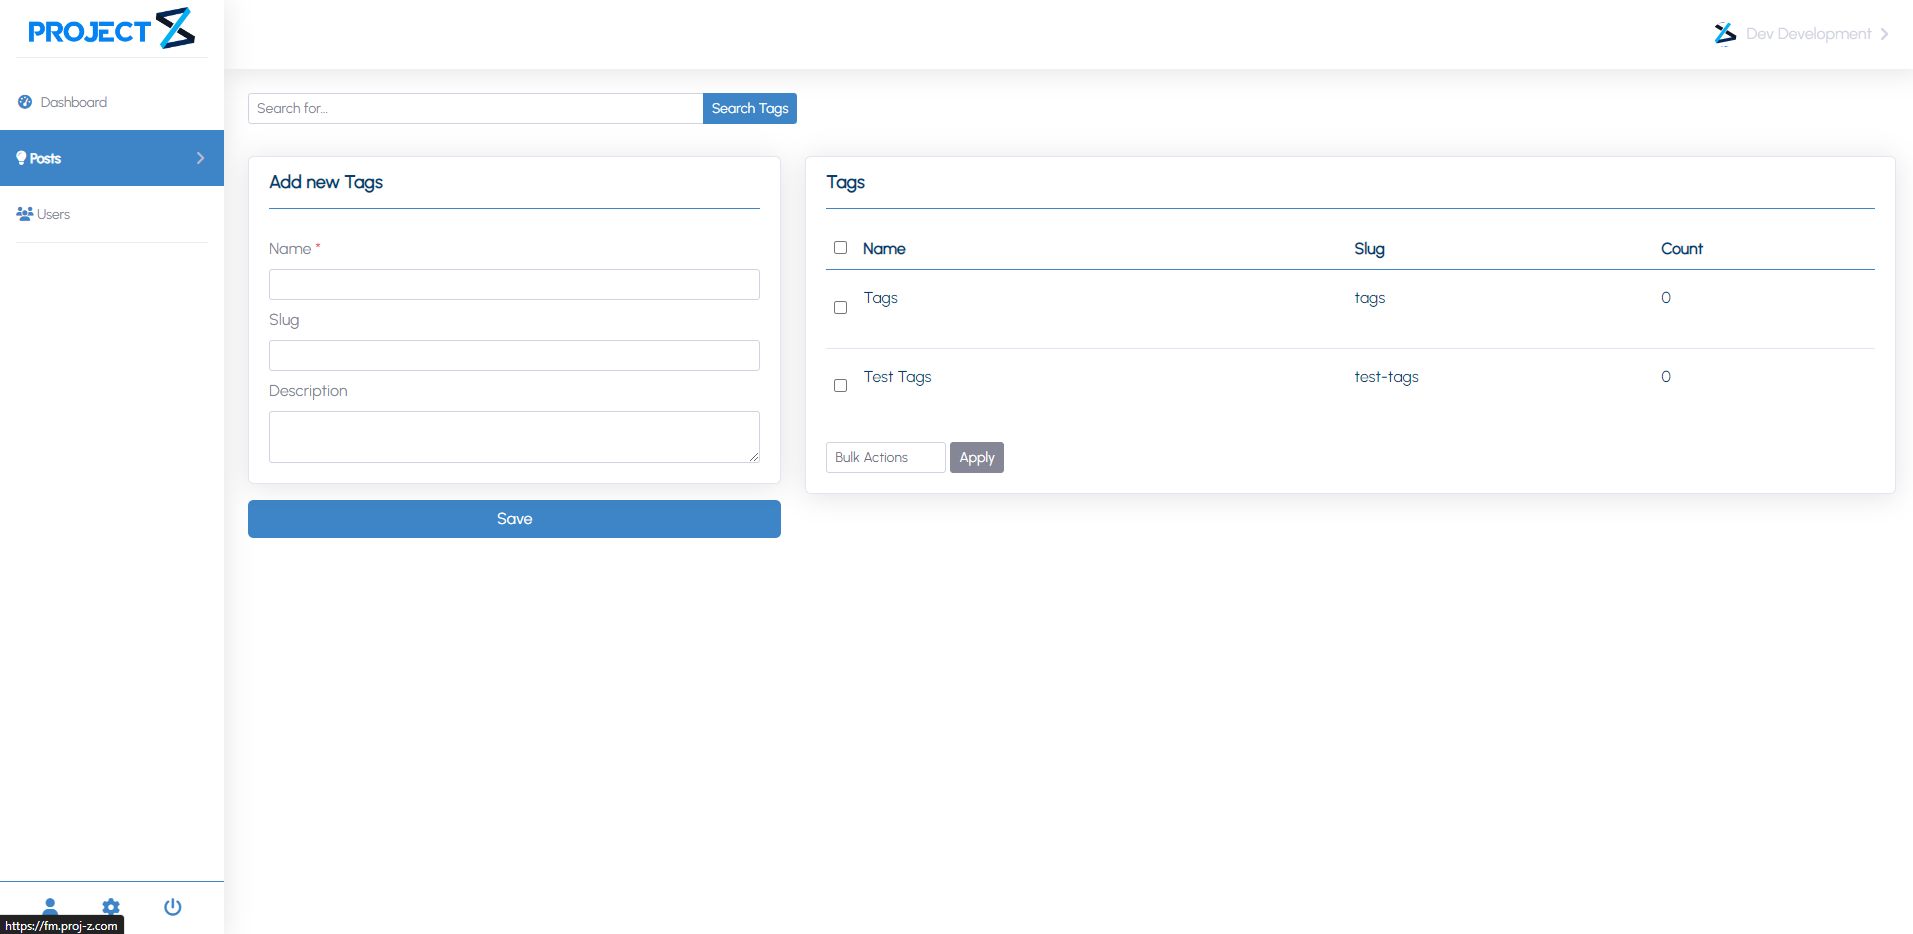 PROJECT Z
Dev Development
Dashboard
Posts
Users
Search for...
Search Tags
Add new Tags
Name *
Slug
Description
Save
Tags
Name Slug Count
Tags tags 0
Test Tags test-tags 0
Bulk Actions Apply
https://fm.proj-z.com